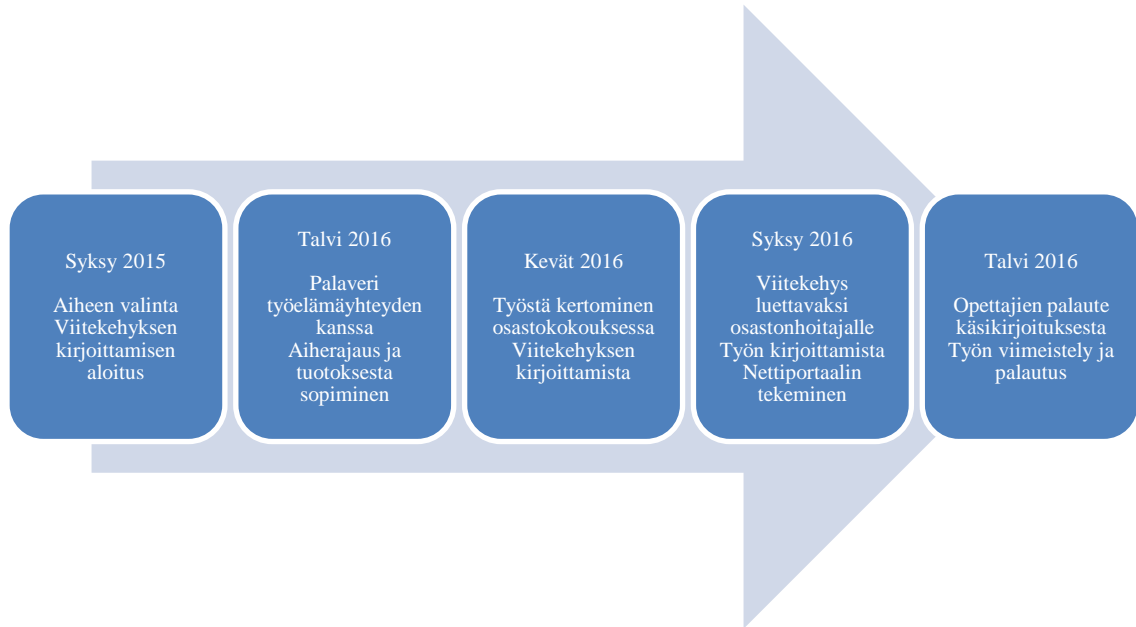 Syksy 2015
Aiheen valinta
Viitekehyksen
kirjoittamisen
aloitus
Talvi 2016
Palaveri
työelämäyhteyden
kanssa
Aiherajaus ja
tuotoksesta
sopiminen
Kevät 2016
Työstä kertominen
osastokokouksessa
Viitekehyksen
kirjoittamista
Syksy 2016
Viitekehys
luettavaksi
osastonhoitajalle
Työn kirjoittamista
Nettiportaalin
tekeminen
Talvi 2016
Opettajien palaute
käsikirjoituksesta
Työn viimeistely ja
palautus